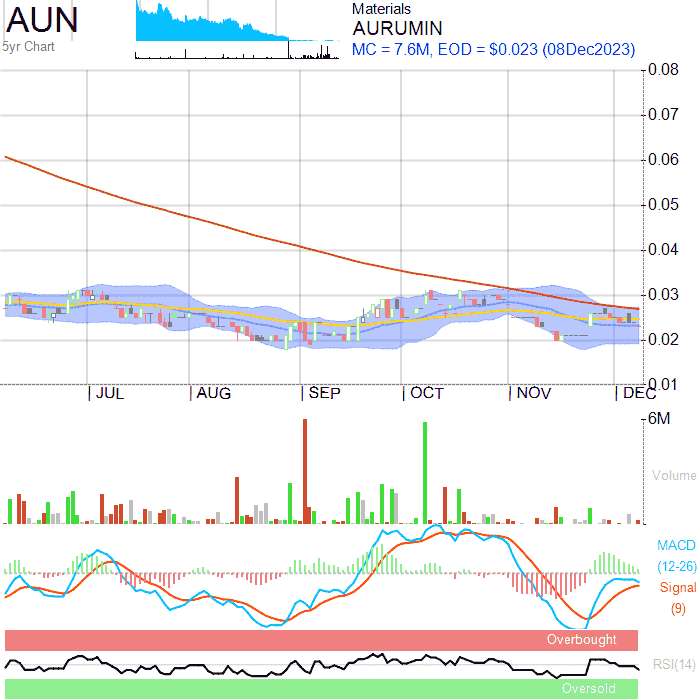 AUN
5yr Chart
Materials
AURUMIN
MC = 7.6M, EOD = $0.023 (08Dec2023)
0.08
0.07
0.06
0.05
0.04
0.03
0.02
0.01
JUL AUG SEP OCT NOV DEC
6M
Volume
MACD
(12-26)
Signal
(9)
Overbought
RSI(14)
Oversold